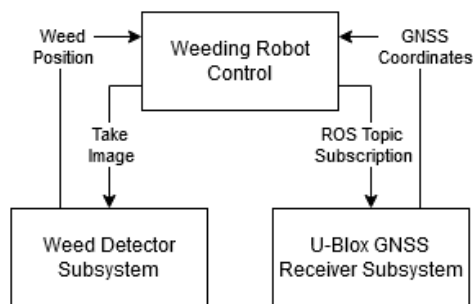 Weed
Position
Weeding Robot
Control
GNSS
Coordinates
Take
Image
ROS Topic
Subscription
Weed Detector
Subsystem
U-Blox GNSS
Receiver Subsystem